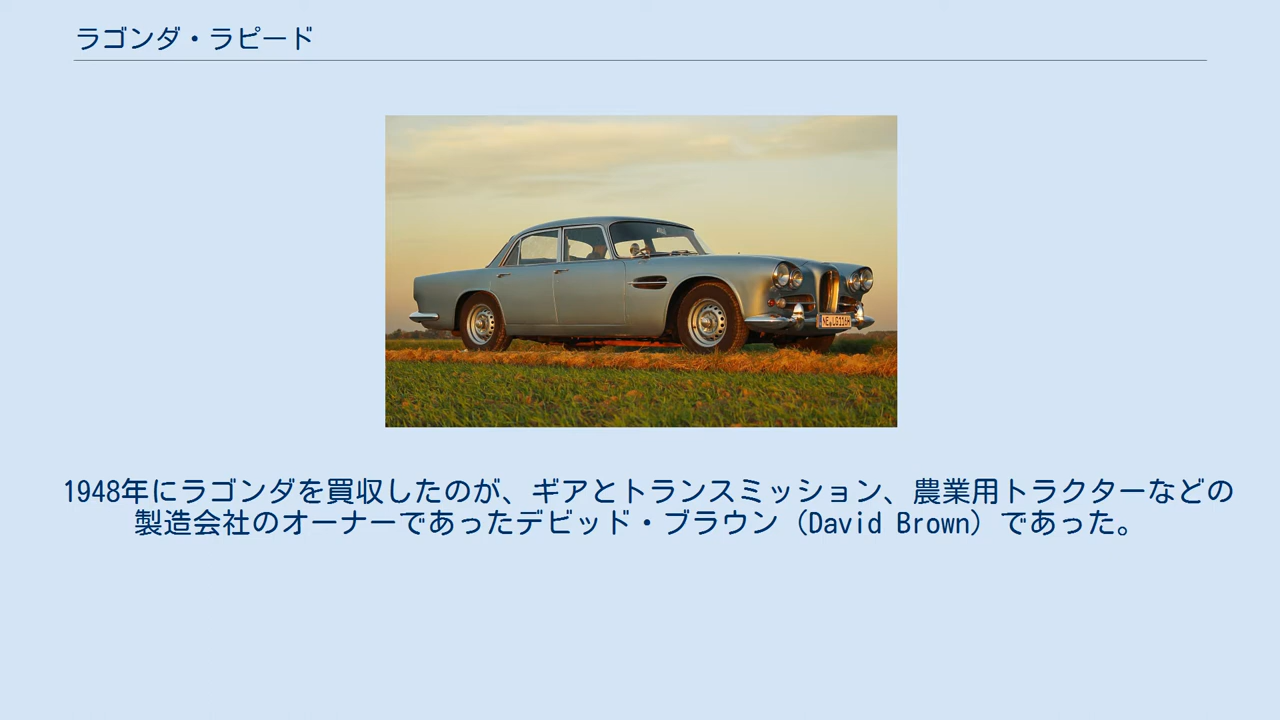 ラゴンダ・ラピード
1948年にラゴンダを買収したのが、ギアとトランスミッション、農業用トラクターなどの
製造会社のオーナーであったデビッド・ブラウン（David Brown）であった。